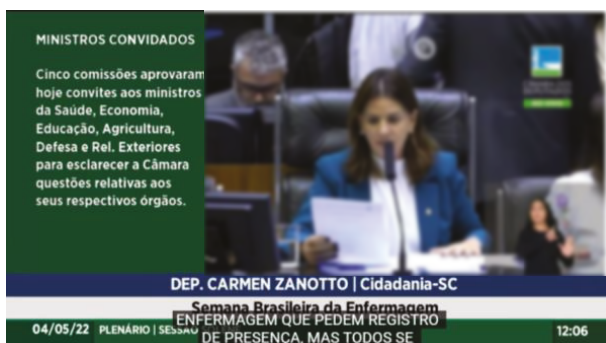 MINISTROS CONVIDADOS
Cinco comissões aprovaram
hoje convites aos ministros
da Saúde, Economia,
Educação, Agricultura,
Defesa e Rel. Exteriores
para esclarecer a Câmara
questões relativas aos
seus respectivos órgãos.
DEP. CARMEN ZANOTTO | Cidadania-SC
Semana Brasileira da Enfermagem
ENFERMAGEM QUE PEDEM REGISTRO
DE PRESENÇA, MAS TODOS SE
04/05/22 PLENÁRIO | SESSÃO
12:06